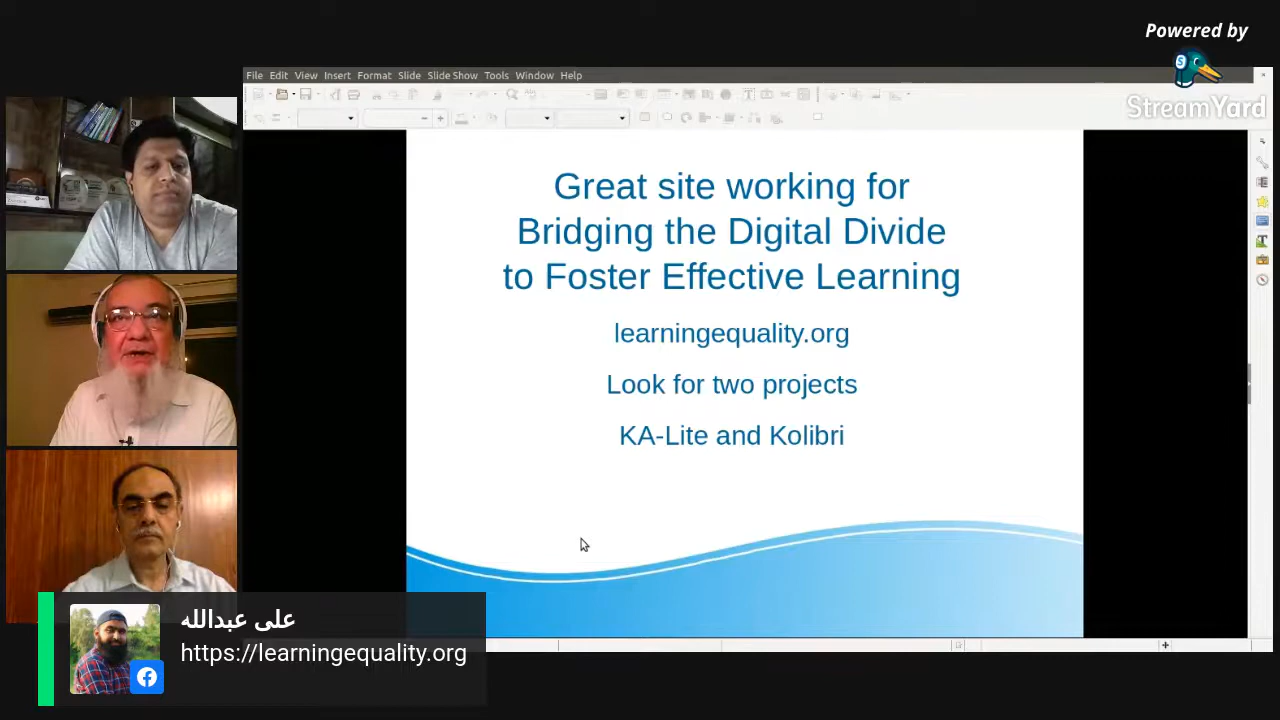 Powered by
StreamYard
File Edit View Insert Format Slide Slide Show Tools Window Help
Great site working for
Bridging the Digital Divide
to Foster Effective Learning
learningequality.org
Look for two projects
KA-Lite and Kolibri
علی عبدالله
https://learningequality.org